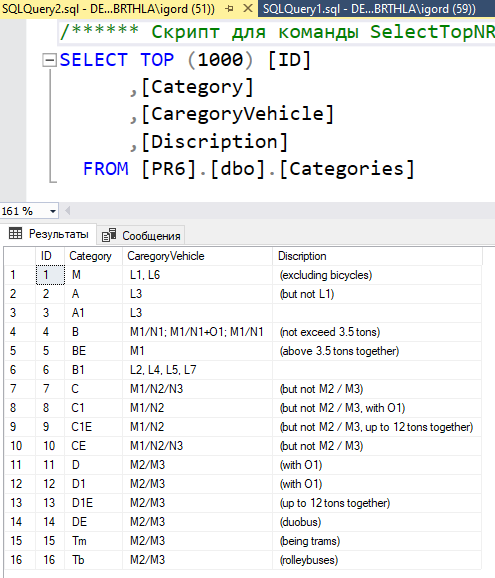 SQLQuery2.sql - DE...BRTHLA\igord (51))
SQLQuery1.sql - DE...BRTHLA\igord (59))
/****** Скрипт для команды SelectTopNR
SELECT TOP (1000) [ID]
,[Category]
,[CaregoryVehicle]
,[Discription]
FROM [PR6].[dbo].[Categories]
161 %
Результаты Сообщения
ID Category CaregoryVehicle Discription
1 1 M L1, L6 (excluding bicycles)
2 2 A L3 (but not L1)
3 3 A1 L3
4 4 B M1/N1; M1/N1+O1; M1/N1 (not exceed 3.5 tons)
5 5 BE M1 (above 3.5 tons together)
6 6 B1 L2, L4, L5, L7
7 7 C M1/N2/N3 (but not M2 / M3)
8 8 C1 M1/N2 (but not M2 / M3, with O1)
9 9 C1E M1/N2 (but not M2 / M3, up to 12 tons together)
10 10 CE M1/N2/N3 (but not M2 / M3)
11 11 D M2/M3 (with O1)
12 12 D1 M2/M3 (with O1)
13 13 D1E M2/M3 (up to 12 tons together)
14 14 DE M2/M3 (duobus)
15 15 Tm M2/M3 (being trams)
16 16 Tb M2/M3 (rolleybuses)